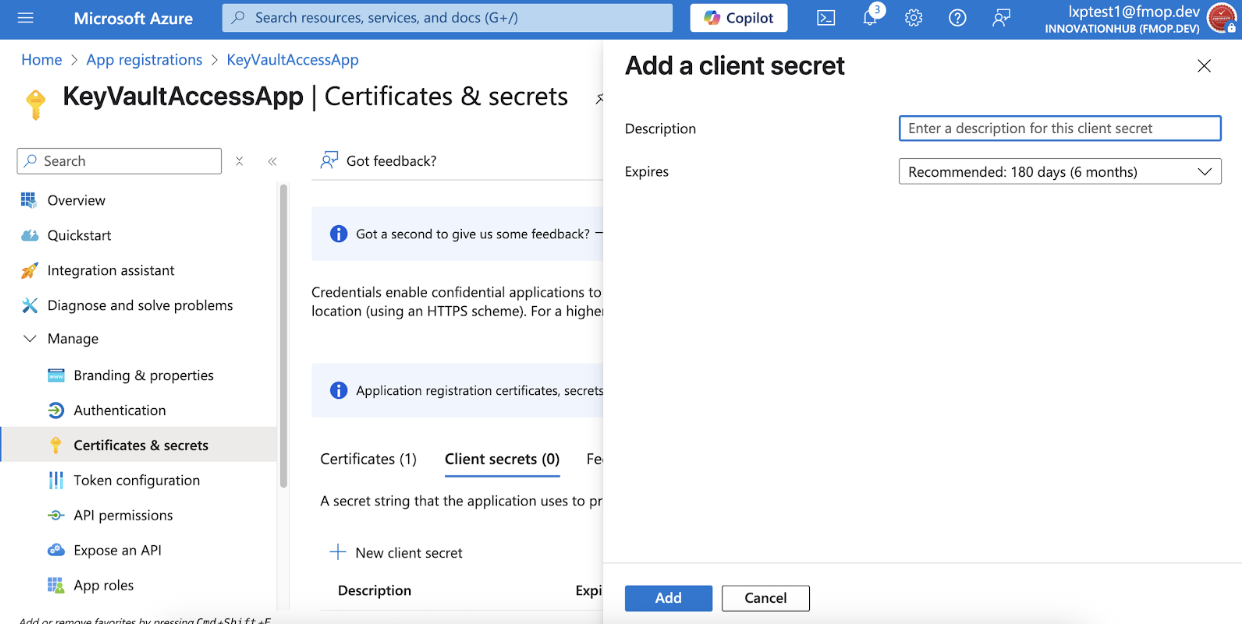 Microsoft Azure
Search resources, services, and docs (G+/)
Copilot
3
lxptest1@fmop.dev
INNOVATIONHUB (FMOP.DEV)
Home > App registrations > KeyVaultAccessApp
KeyVaultAccessApp | Certificates & secrets
Search
Overview
Quickstart
Integration assistant
Diagnose and solve problems
Manage
Branding & properties
Authentication
Certificates & secrets
Token configuration
API permissions
Expose an API
App roles
Add or remove favorites by pressing Cmd+Shift+F
Got feedback?
Got a second to give us some feedback?
Credentials enable confidential applications to
location (using an HTTPS scheme). For a higher
Application registration certificates, secrets
Certificates (1) Client secrets (0) Fe
A secret string that the application uses to pr
New client secret
Description Expi
Add a client secret
Description
Enter a description for this client secret
Expires
Recommended: 180 days (6 months)
Add
Cancel